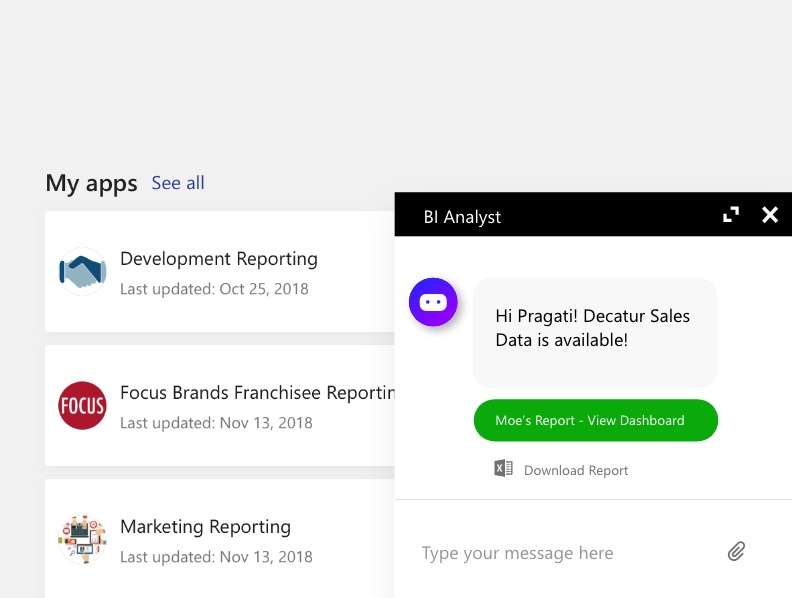 My apps See all
Development Reporting
Last updated: Oct 25, 2018
FOCUS
Focus Brands Franchisee Reportin
Last updated: Nov 13, 2018
Marketing Reporting
Last updated: Nov 13, 2018
BI Analyst
Hi Pragati! Decatur Sales
Data is available!
Moe’s Report - View Dashboard
Download Report
Type your message here